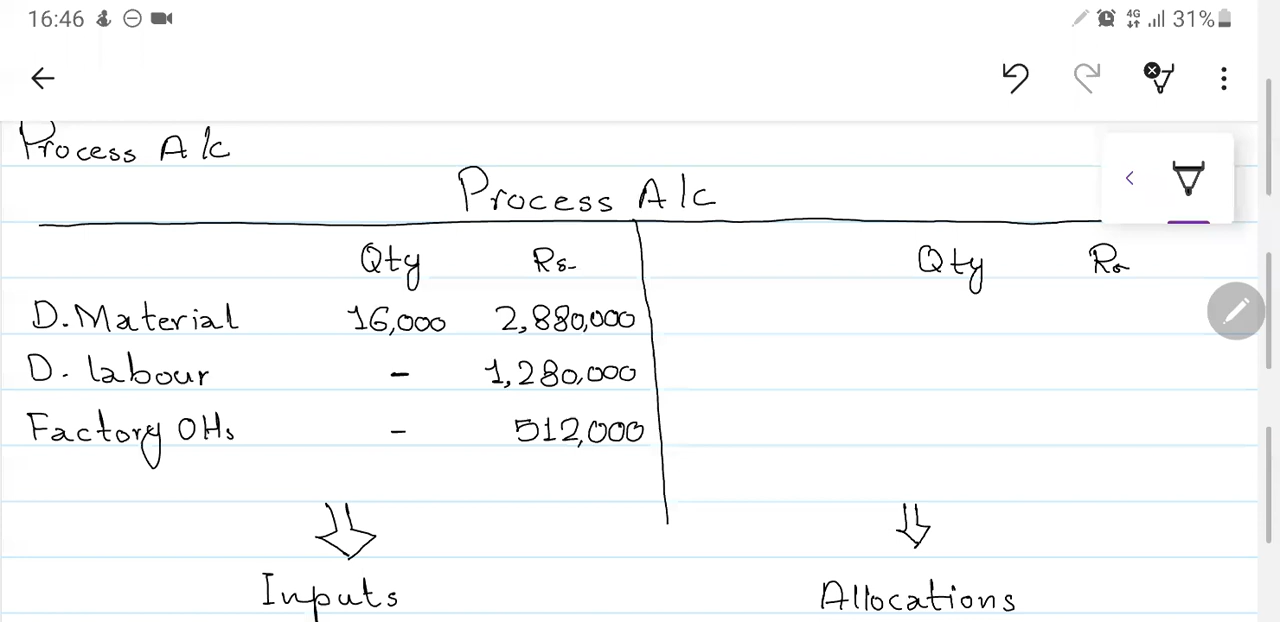 16:46 4G 31%
Process A/c
Process A/c
Qty Rs. Qty Rs
D. Material 16,000 2,880,000
D. labour - 1,280,000
Factory OHs - 512,000
Inputs Allocations